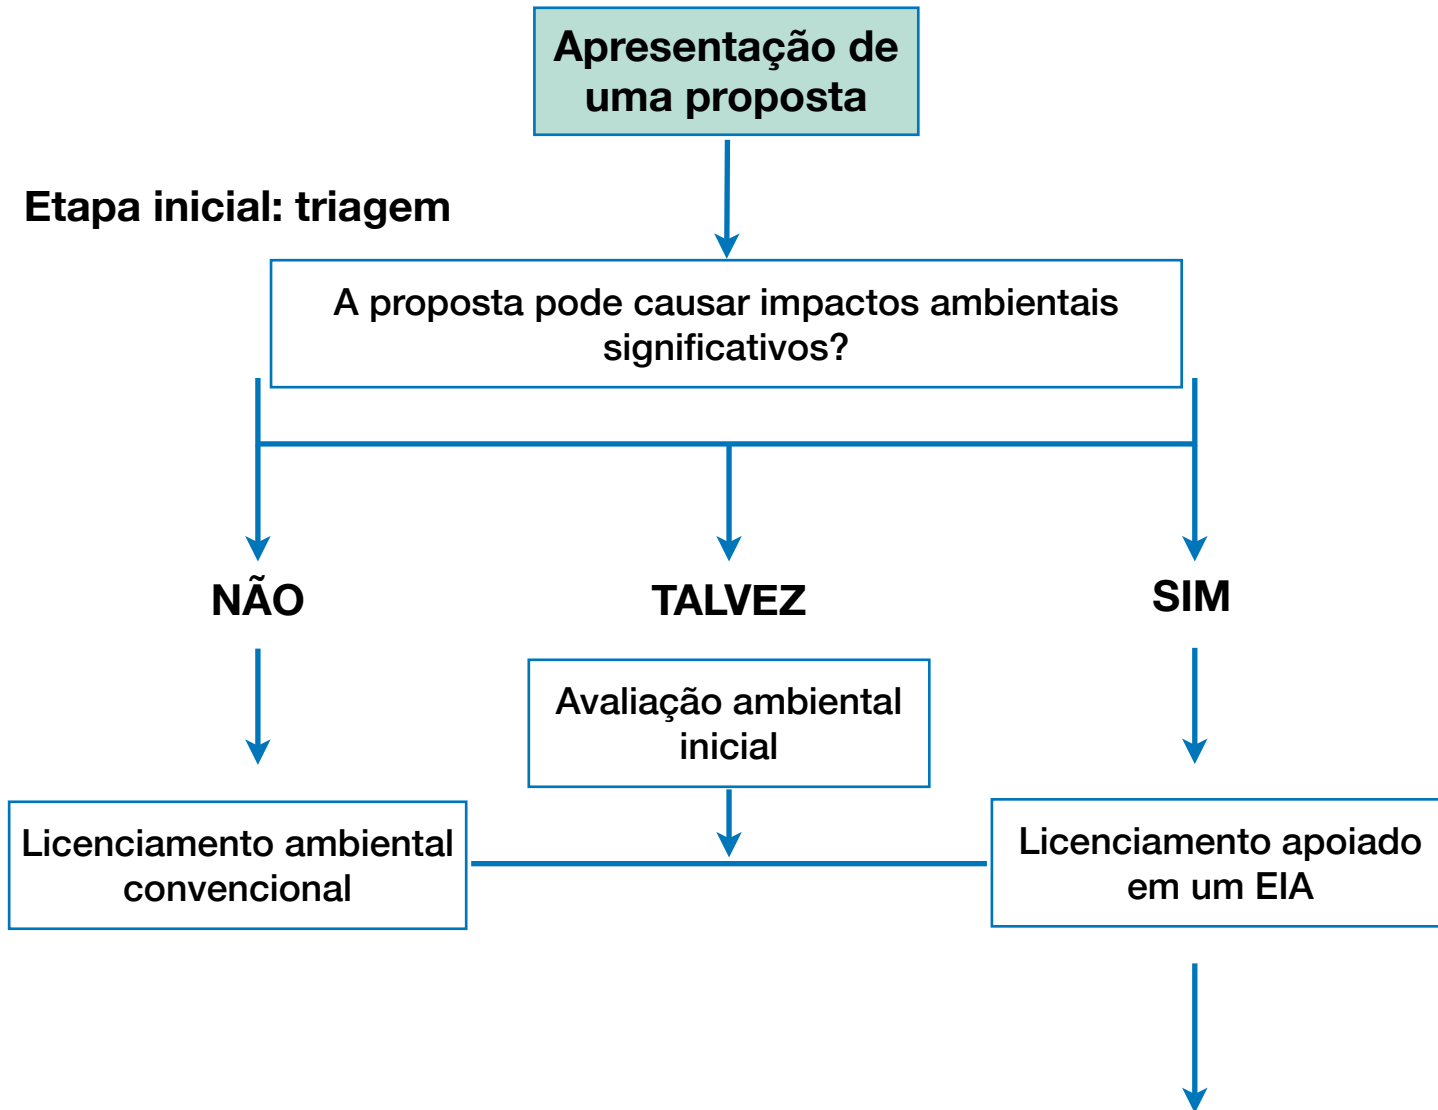 Apresentação de
uma proposta
Etapa inicial: triagem
A proposta pode causar impactos ambientais
significativos?
NÃO
TALVEZ
SIM
Avaliação ambiental
inicial
Licenciamento ambiental
convencional
Licenciamento apoiado
em um EIA